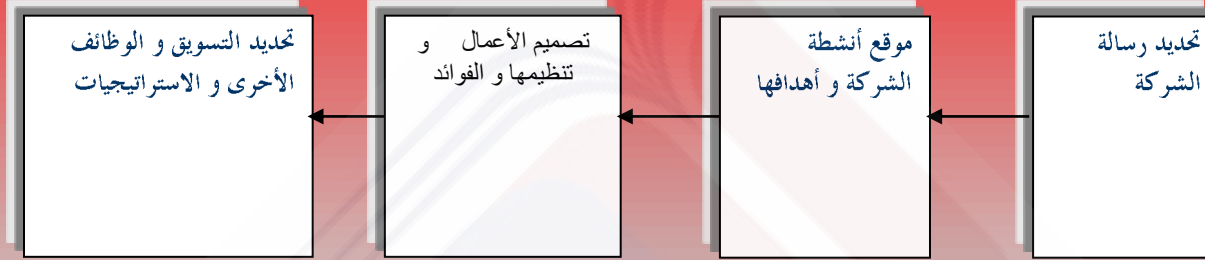 تحديد رسالة
الشركة
موقع أنشطة
الشركة و أهدافها
تصميم الأعمال و
تنظيمها و الفوائد
تحديد التسويق و الوظائف
الأخرى و الاستراتيجيات